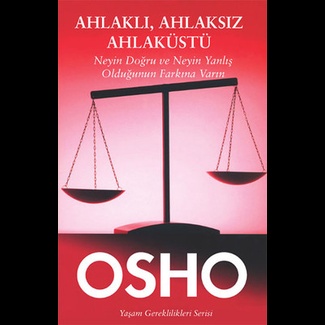 AHLAKLI, AHLAKSIZ
AHLAKÜSTÜ
Neyin Doğru ve Neyin Yanlış
Olduğunun Farkına Varın
OSHO
Yaşam Gereklilikleri Serisi